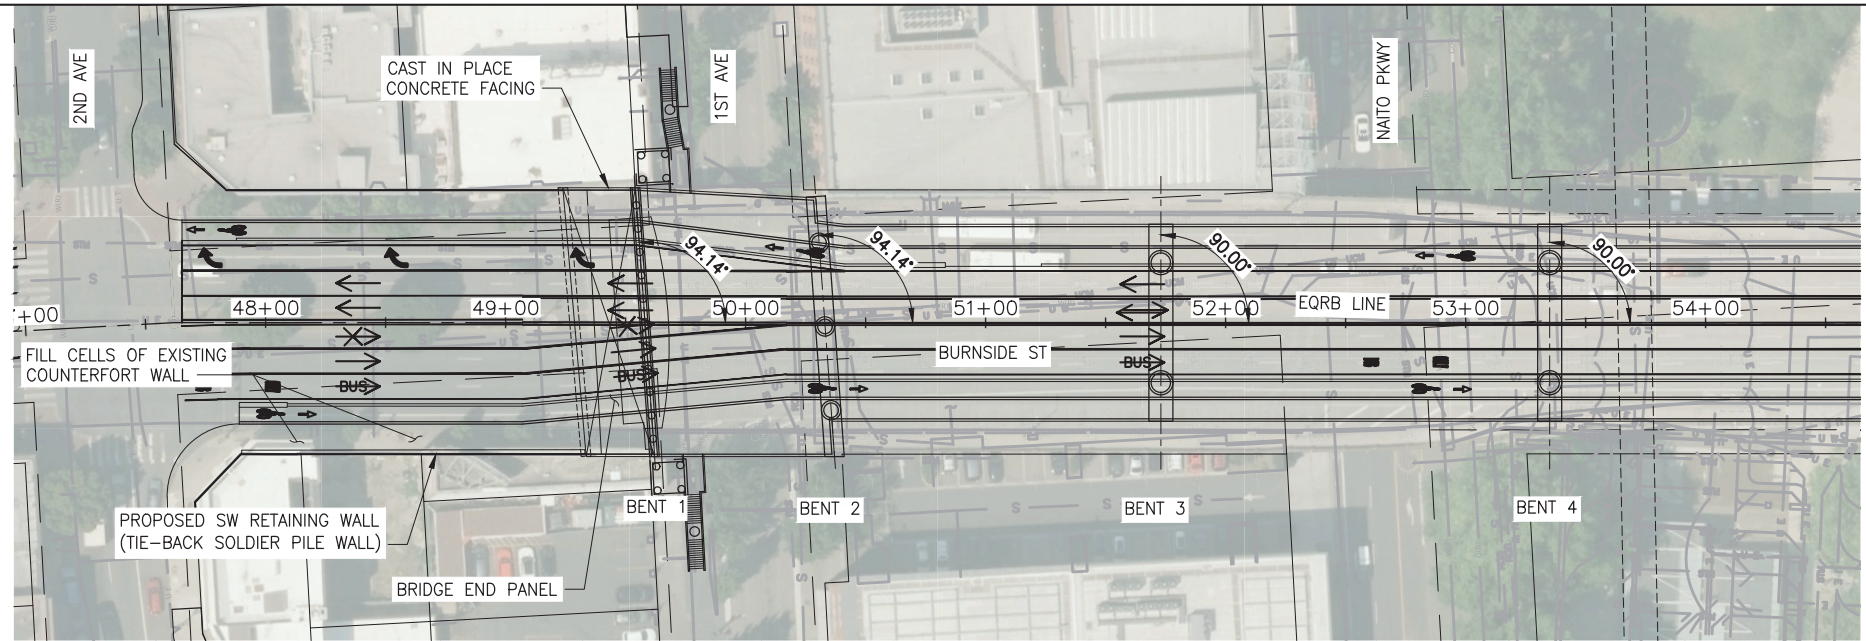 2ND AVE
CAST IN PLACE
CONCRETE FACING
1ST AVE
NAITO PKWY
94.14°
94.14°
90.00°
90.00°
+00
48+00
49+00
50+00
51+00
52+00
EQRB LINE
53+00
54+00
FILL CELLS OF EXISTING
COUNTERFORT WALL
BURNSIDE ST
BUS
BUS
BUS
PROPOSED SW RETAINING WALL
(TIE-BACK SOLDIER PILE WALL)
BRIDGE END PANEL
BENT 1
BENT 2
BENT 3
BENT 4